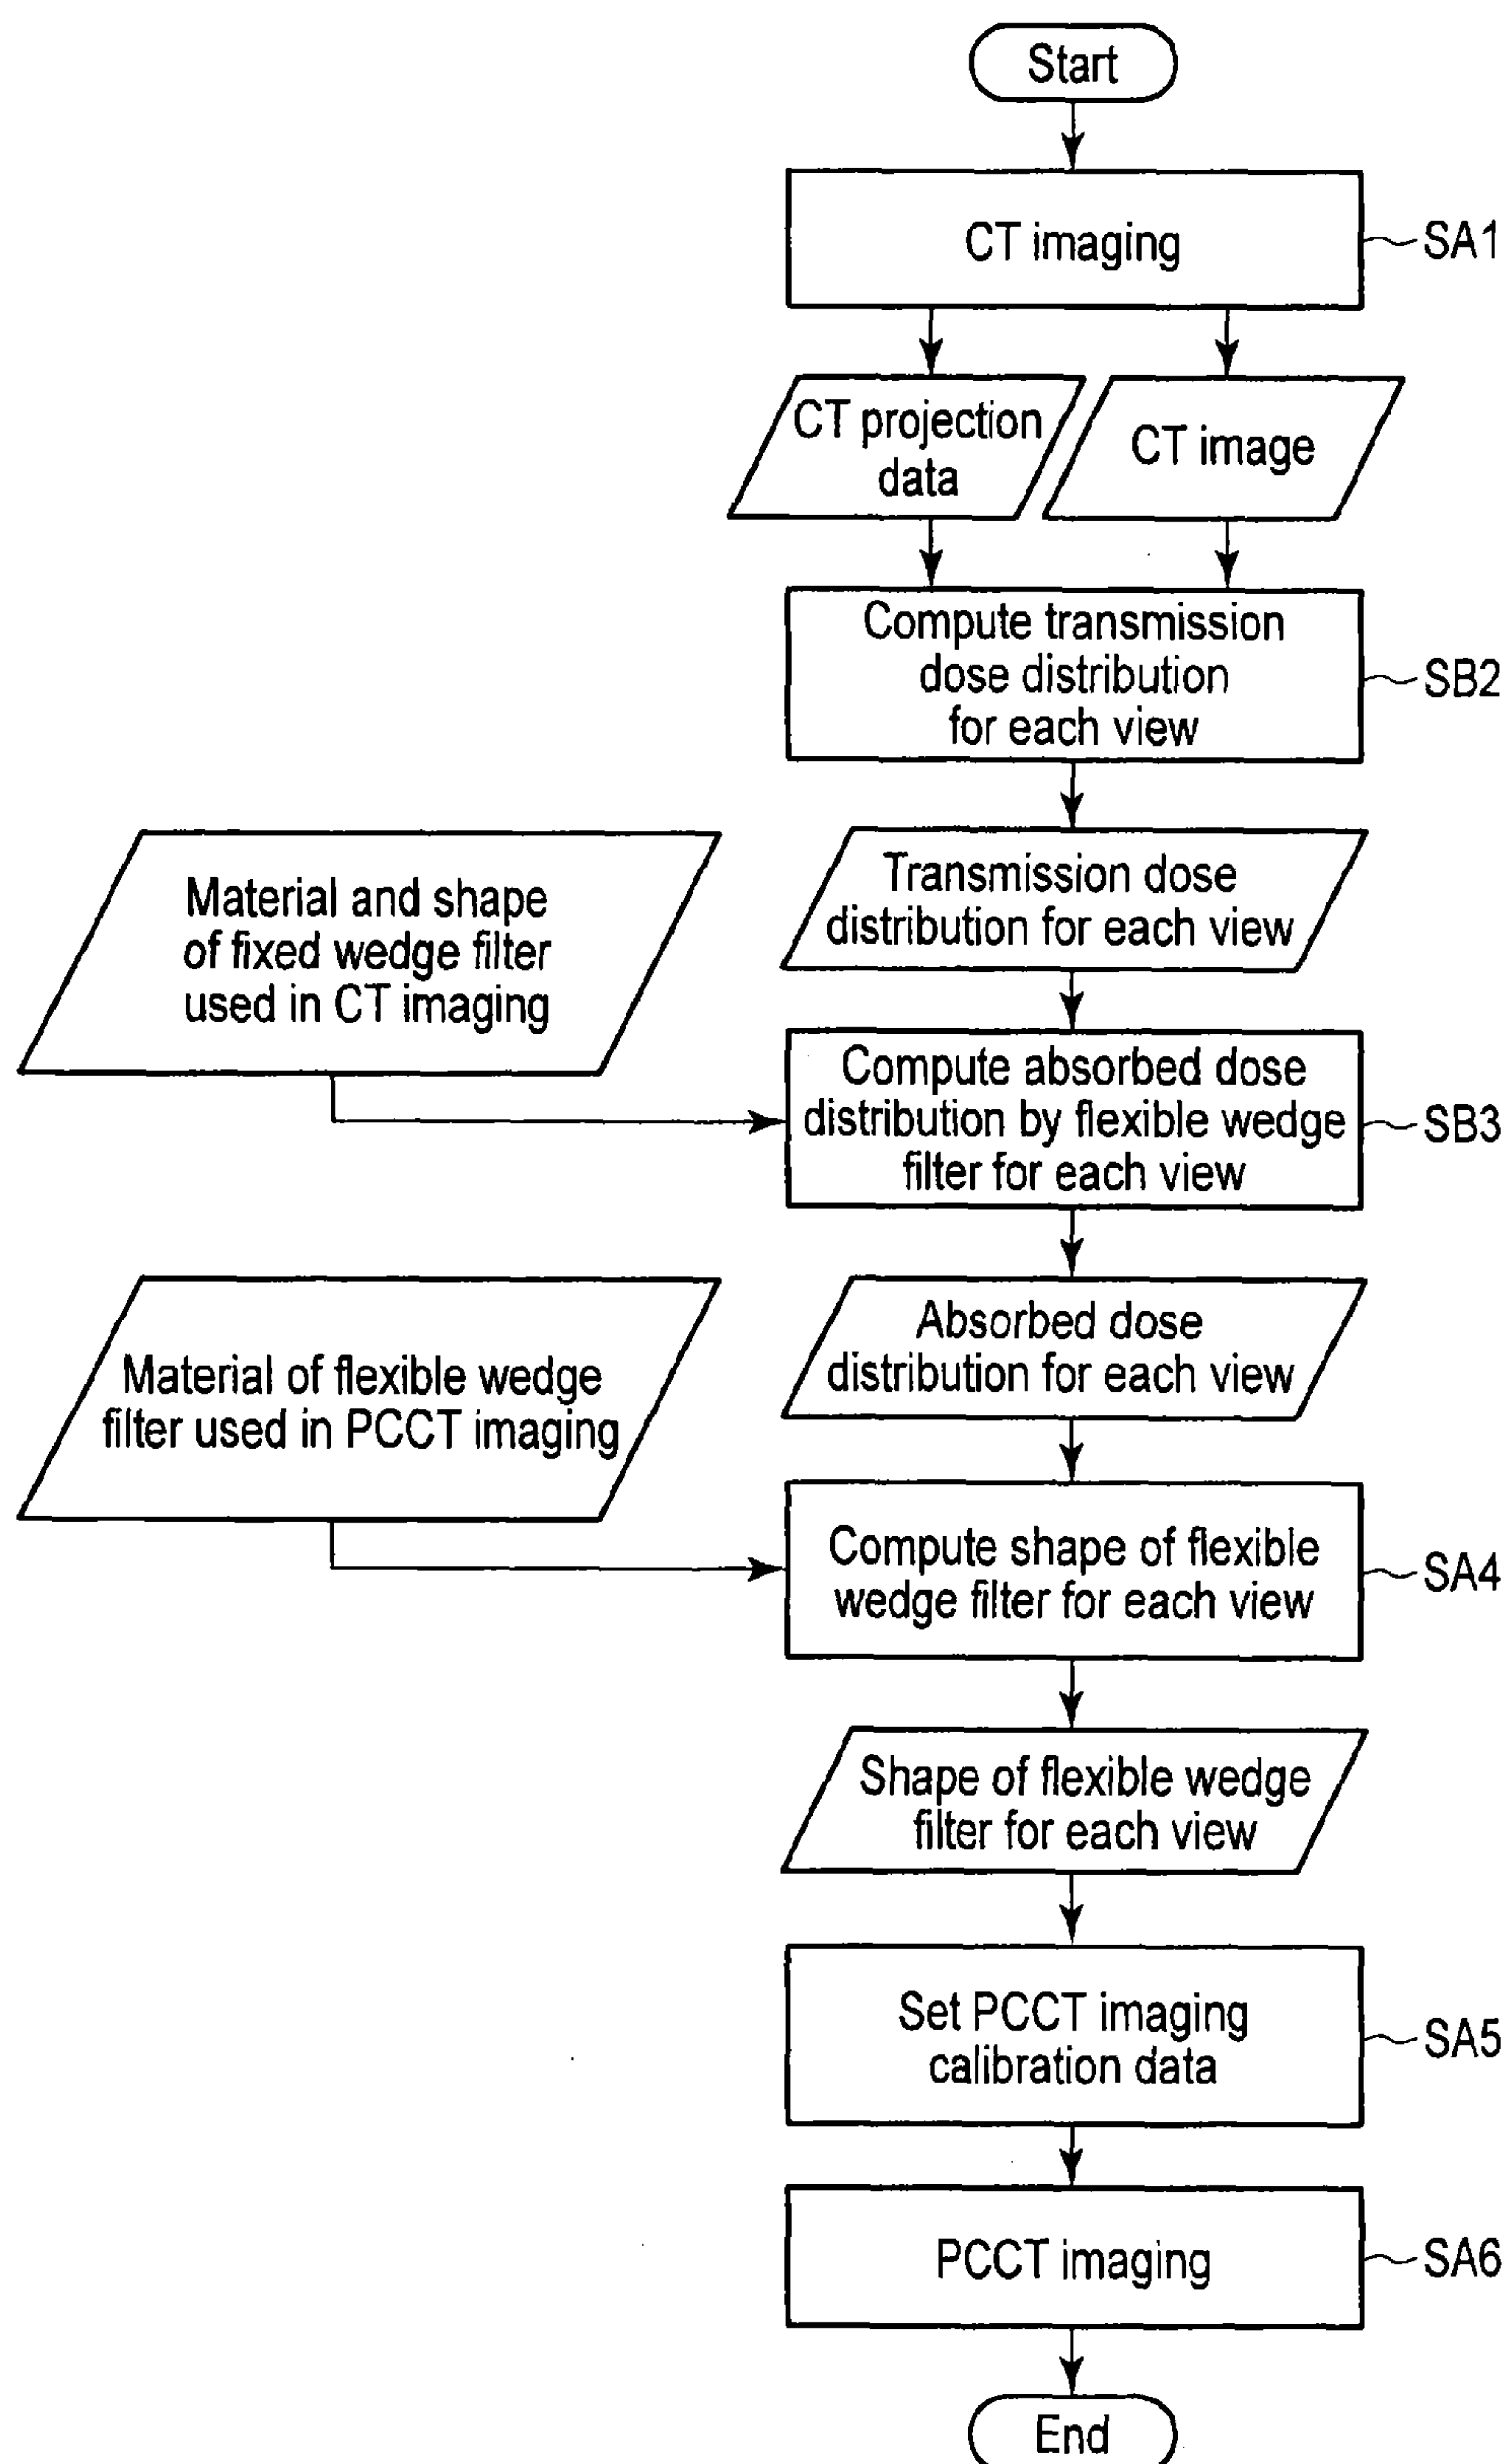 Start
CT imaging
SA1
CT projection
data
CT image
Compute transmission
dose distribution
for each view
SB2
Material and shape
of fixed wedge filter
used in CT imaging
Transmission dose
distribution for each view
Compute absorbed dose
distribution by flexible wedge
filter for each view
SB3
Material of flexible wedge
filter used in PCCT imaging
Absorbed dose
distribution for each view
Compute shape of flexible
wedge filter for each view
SA4
Shape of flexible wedge
filter for each view
Set PCCT imaging
calibration data
SA5
PCCT imaging
SA6
End